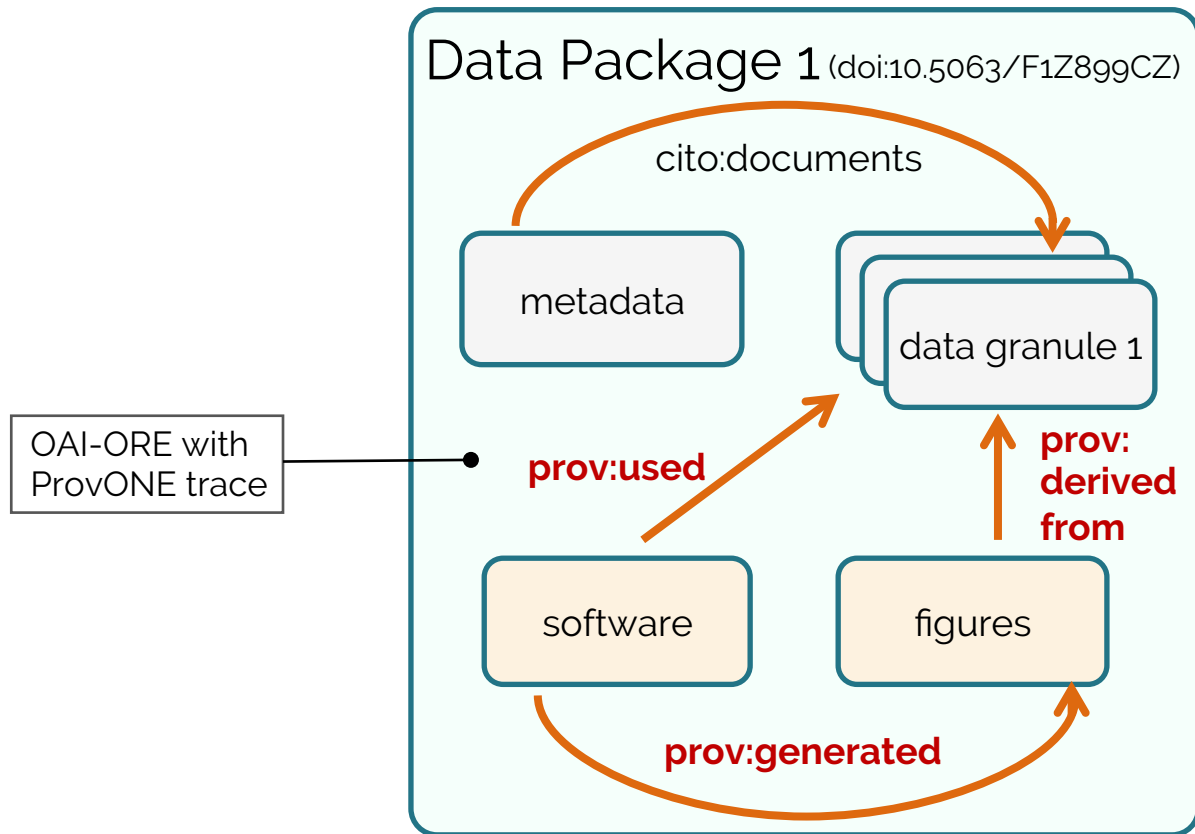 Data Package 1 (doi:10.5063/F1Z899CZ)
cito:documents
metadata
data granule 1
OAI-ORE with
ProvONE trace
prov:used
prov:
derived
from
software
figures
prov:generated